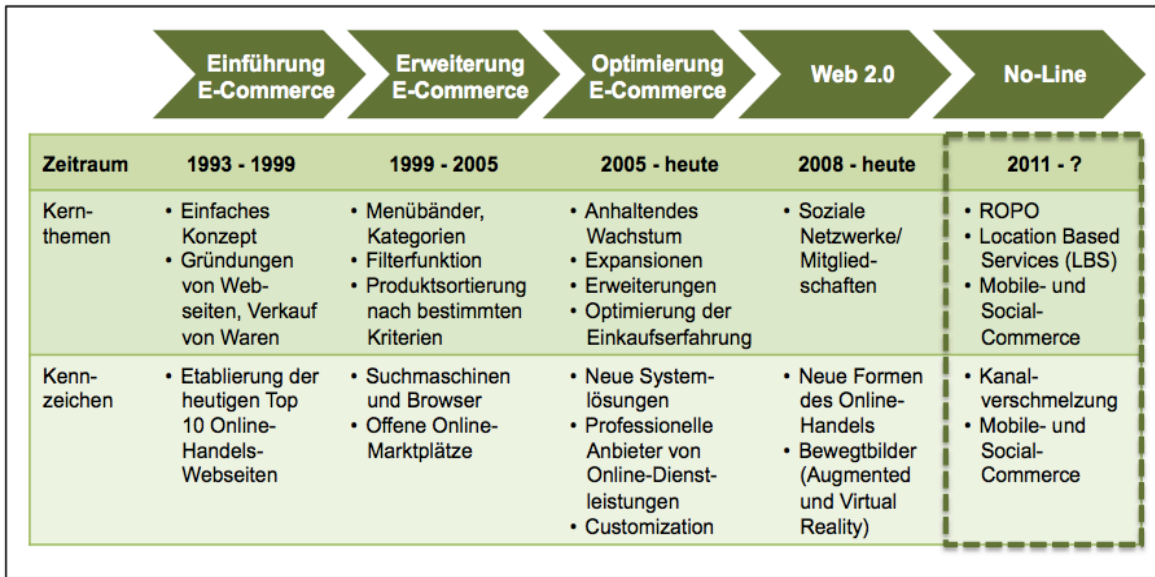 Einführung
E-Commerce
Erweiterung
E-Commerce
Optimierung
E-Commerce
Web 2.0
No-Line
Zeitraum
1993 - 1999
1999 - 2005
2005 - heute
2008 - heute
2011 - ?
Kern-
themen
• Einfaches
Konzept
• Gründungen
von Web-
seiten, Verkauf
von Waren
• Menübänder,
Kategorien
• Filterfunktion
• Produktsortierung
nach bestimmten
Kriterien
• Anhaltendes
Wachstum
• Expansionen
• Erweiterungen
• Optimierung der
Einkaufserfahrung
• Soziale
Netzwerke/
Mitglied-
schaften
• ROPO
• Location Based
Services (LBS)
• Mobile- und
Social-
Commerce
Kenn-
zeichen
• Etablierung der
heutigen Top
10 Online-
Handels-
Webseiten
• Suchmaschinen
und Browser
• Offene Online-
Marktplätze
• Neue System-
lösungen
• Professionelle
Anbieter von
Online-Dienst-
leistungen
• Customization
• Neue Formen
des Online-
Handels
• Bewegtbilder
(Augmented
und Virtual
Reality)
• Kanal-
verschmelzung
• Mobile- und
Social-
Commerce